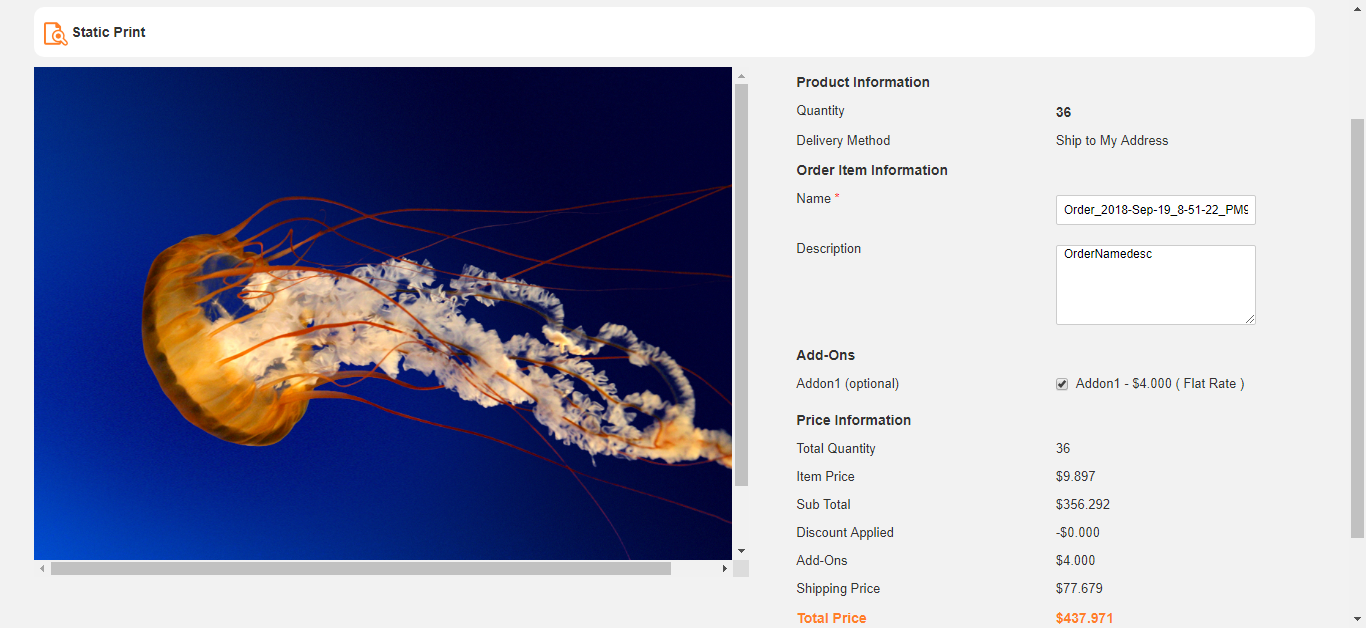 Static Print
Product Information
Quantity 36
Delivery Method Ship to My Address
Order Item Information
Name * Order_2018-Sep-19_8-51-22_PM9
Description OrderNamedesc
Add-Ons
Addon1 (optional) Addon1 - $4.000 ( Flat Rate )
Price Information
Total Quantity 36
Item Price $9.897
Sub Total $356.292
Discount Applied -$0.000
Add-Ons $4.000
Shipping Price $77.679
Total Price $437.971